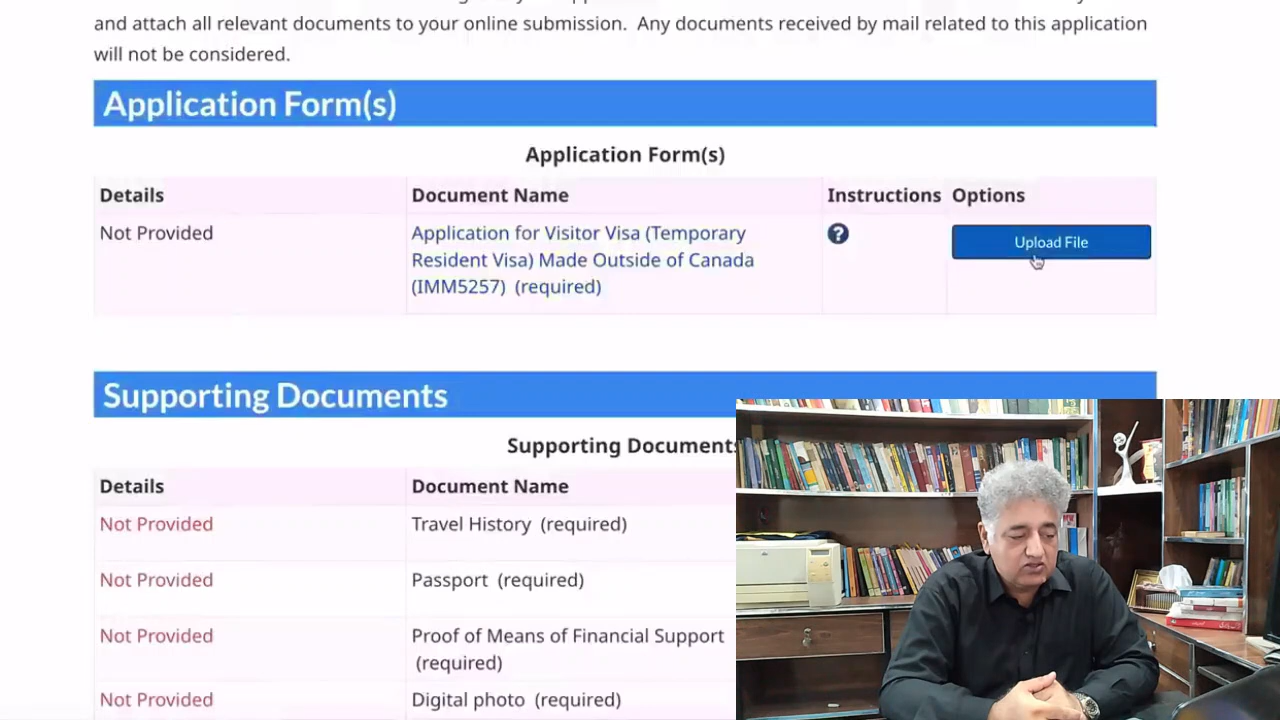 and attach all relevant documents to your online submission. Any documents received by mail related to this application
will not be considered.
Application Form(s)
Application Form(s)
Details Document Name Instructions Options
Not Provided Application for Visitor Visa (Temporary Upload File
Resident Visa) Made Outside of Canada
(IMM5257) (required)
Supporting Documents
Supporting Documents
Details Document Name
Not Provided Travel History (required)
Not Provided Passport (required)
Not Provided Proof of Means of Financial Support
(required)
Not Provided Digital photo (required)